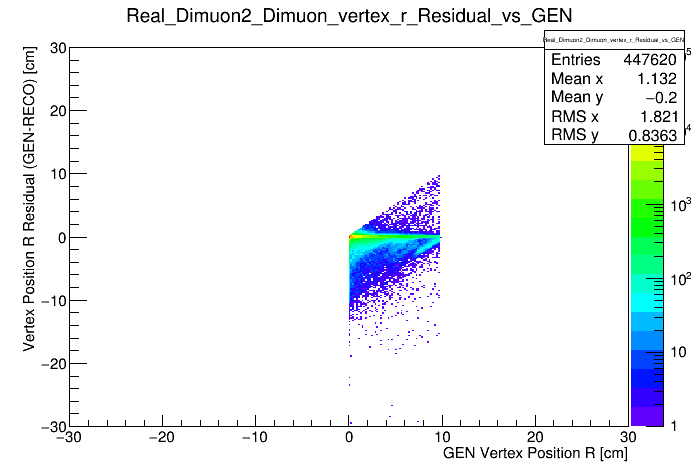 Real_Dimuon2_Dimuon_vertex_r_Residual_vs_GEN
Real_Dimuon2_Dimuon_vertex_r_Residual_vs_GEN
Entries 447620
Mean x 1.132
Mean y −0.2
RMS x 1.821
RMS y 0.8363
Vertex Position R Residual (GEN-RECO) [cm]
30
20
10
0
−10
−20
−30
−30 −20 −10 0 10 20 30
GEN Vertex Position R [cm]
5
4
10³
10²
10
1